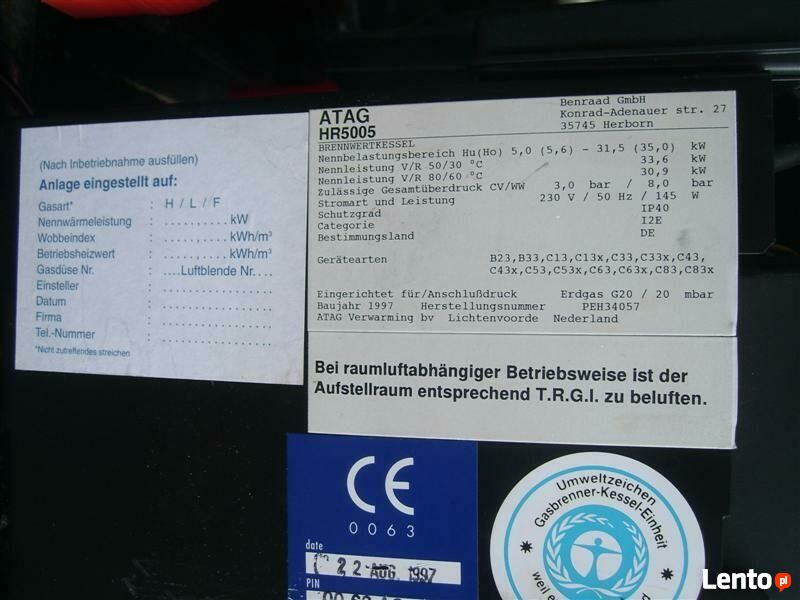 (Nach Inbetriebnahme ausfüllen)
Anlage eingestellt auf:
Gasart* : H / L / F
Nennwärmeleistung : ....., ..... kW
Wobbeindex : ....., ..... kWh/m³
Betriebsheizwert : ....., ..... kWh/m³
Gasdüse Nr. : ....Luftblende Nr. ....
Einsteller : ........................
Datum : ........................
Firma : ........................
Tel.-Nummer : ........................
*Nicht zutreffendes streichen
ATAG
HR5005
Benraad GmbH
Konrad-Adenauer str. 27
35745 Herborn
BRENNWERTKESSEL
Nennbelastungsbereich Hu(Ho) 5,0 (5,6) - 31,5 (35,0) kW
Nennleistung V/R 50/30 °C 33,6 kW
Nennleistung V/R 80/60 °C 30,9 kW
Zulässige Gesamtüberdruck CV/WW 3,0 bar / 8,0 bar
Stromart und Leistung 230 V / 50 Hz / 145 W
Schutzgrad IP40
Categorie I2E
Bestimmungsland DE
Gerätearten B23,B33,C13,C13x,C33,C33x,C43,
C43x,C53,C53x,C63,C63x,C83,C83x
Eingerichtet für/Anschlußdruck Erdgas G20 / 20 mbar
Baujahr 1997 Herstellungsnummer PEH34057
ATAG Verwarming bv Lichtenvoorde Nederland
Bei raumluftabhängiger Betriebsweise ist der
Aufstellraum entsprechend T.R.G.I. zu beluften.
CE
0063
date
22 AUG. 1997
PIN
Umweltzeichen
Gasbrenner-Kessel-Einheit
weil
Lento.pl